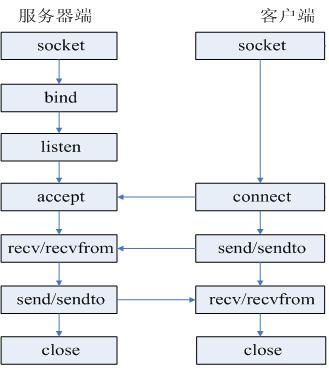 服务器端 客户端
socket socket
bind
listen
accept connect
recv/recvfrom send/sendto
send/sendto recv/recvfrom
close close